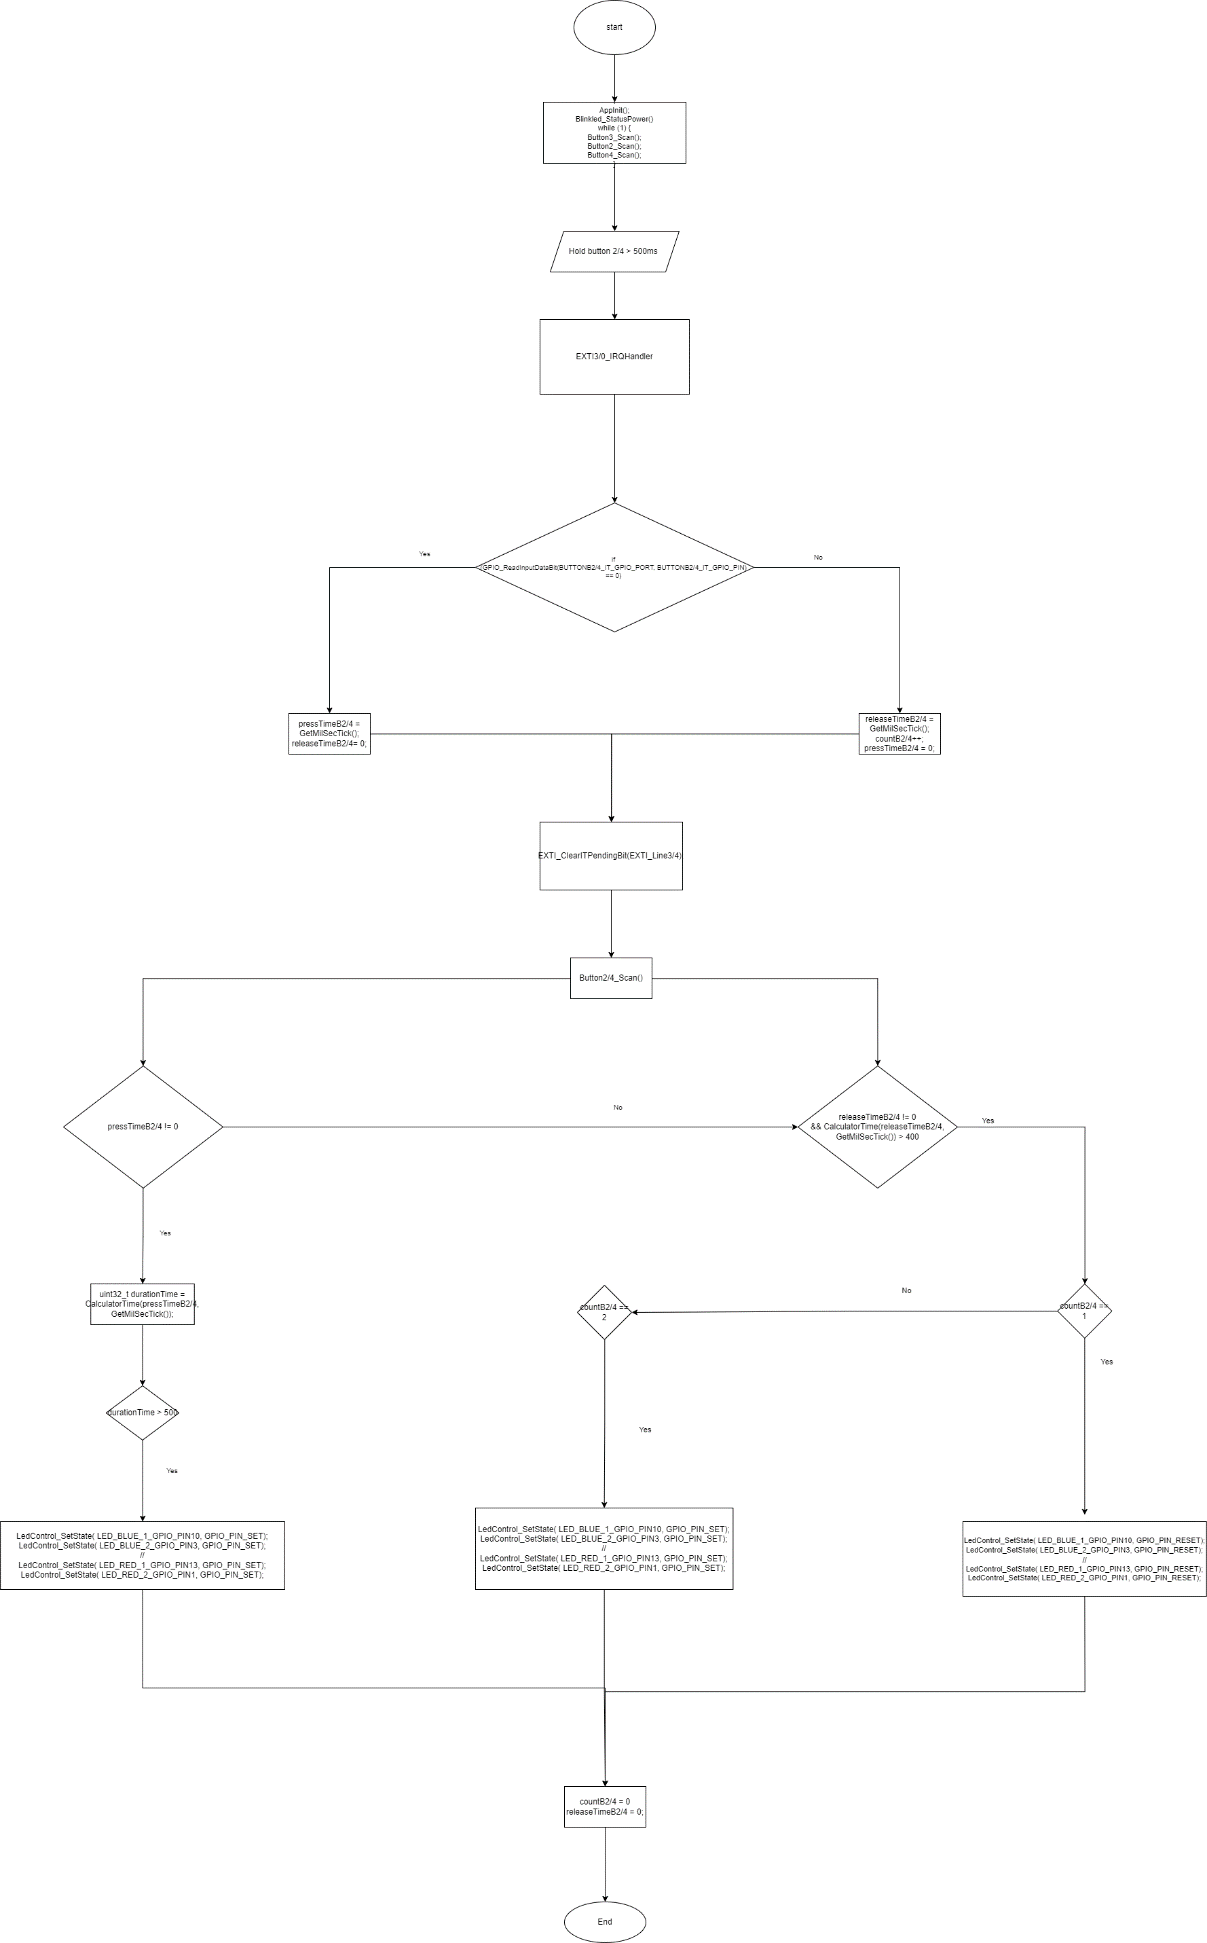 start
AppInit();
Blinkled_StatusPower()
while (1) {
Button3_Scan();
Button2_Scan();
Button4_Scan();
}
Hold button 2/4 > 500ms
EXTI3/0_IRQHandler
if
(GPIO_ReadInputDataBit(BUTTONB2/4_IT_GPIO_PORT, BUTTONB2/4_IT_GPIO_PIN)
== 0)
Yes
No
pressTimeB2/4 =
GetMilSecTick();
releaseTimeB2/4= 0;
releaseTimeB2/4 =
GetMilSecTick();
countB2/4++;
pressTimeB2/4 = 0;
EXTI_ClearITPendingBit(EXTI_Line3/4)
Button2/4_Scan()
pressTimeB2/4 != 0
No
releaseTimeB2/4 != 0
&& CalculatorTime(releaseTimeB2/4,
GetMilSecTick()) > 400
Yes
Yes
uint32_t durationTime =
CalculatorTime(pressTimeB2/4,
GetMilSecTick());
countB2/4 ==
2
No
countB2/4 ==
1
Yes
durationTime > 500
Yes
Yes
LedControl_SetState( LED_BLUE_1_GPIO_PIN10, GPIO_PIN_SET);
LedControl_SetState( LED_BLUE_2_GPIO_PIN3, GPIO_PIN_SET);
//
LedControl_SetState( LED_RED_1_GPIO_PIN13, GPIO_PIN_SET);
LedControl_SetState( LED_RED_2_GPIO_PIN1, GPIO_PIN_SET);
LedControl_SetState( LED_BLUE_1_GPIO_PIN10, GPIO_PIN_SET);
LedControl_SetState( LED_BLUE_2_GPIO_PIN3, GPIO_PIN_SET);
//
LedControl_SetState( LED_RED_1_GPIO_PIN13, GPIO_PIN_SET);
LedControl_SetState( LED_RED_2_GPIO_PIN1, GPIO_PIN_SET);
LedControl_SetState( LED_BLUE_1_GPIO_PIN10, GPIO_PIN_RESET);
LedControl_SetState( LED_BLUE_2_GPIO_PIN3, GPIO_PIN_RESET);
//
LedControl_SetState( LED_RED_1_GPIO_PIN13, GPIO_PIN_RESET);
LedControl_SetState( LED_RED_2_GPIO_PIN1, GPIO_PIN_RESET);
countB2/4 = 0
releaseTimeB2/4 = 0;
End